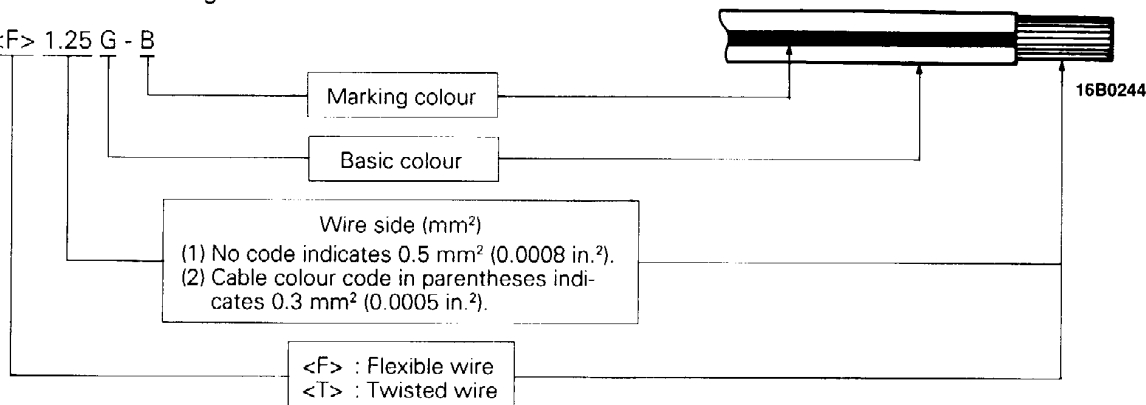 <F> 1.25 G - B
16B0244
Marking colour
Basic colour
Wire side (mm²)
(1) No code indicates 0.5 mm² (0.0008 in.²).
(2) Cable colour code in parentheses indi-
cates 0.3 mm² (0.0005 in.²).
<F> : Flexible wire
<T> : Twisted wire